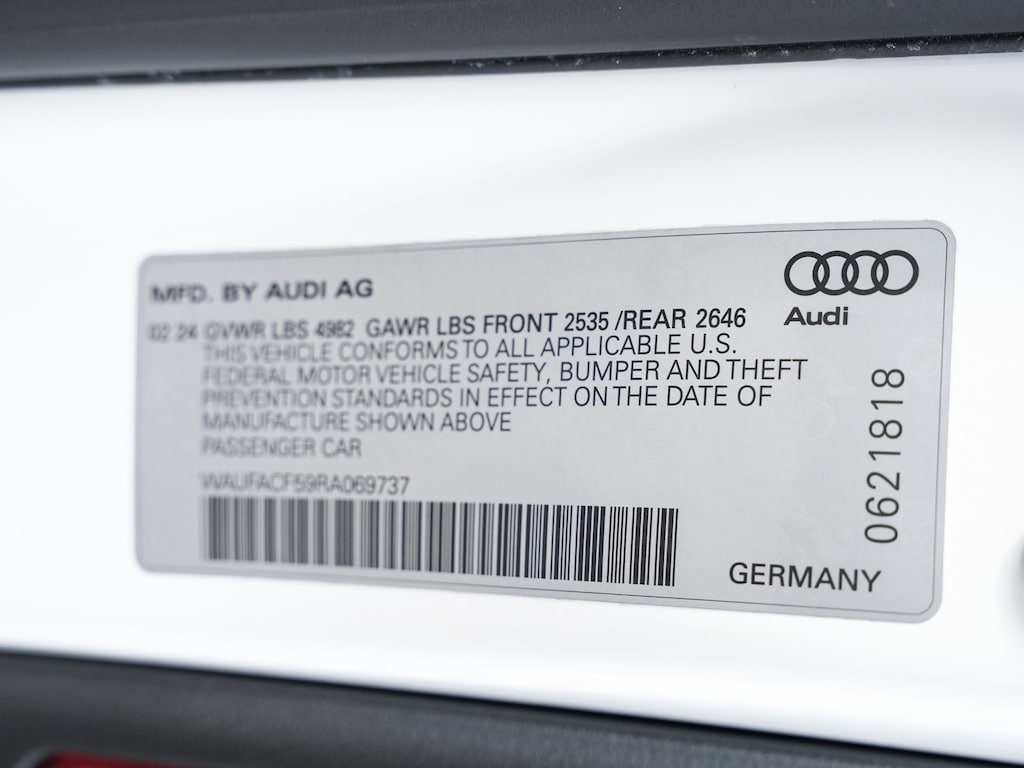 MFD. BY AUDI AG
02 24 GVWR LBS 4982 GAWR LBS FRONT 2535 /REAR 2646
THIS VEHICLE CONFORMS TO ALL APPLICABLE U.S.
FEDERAL MOTOR VEHICLE SAFETY, BUMPER AND THEFT
PREVENTION STANDARDS IN EFFECT ON THE DATE OF
MANUFACTURE SHOWN ABOVE
PASSENGER CAR
WAUFACF59RA069737
Audi
06218​18
GERMANY